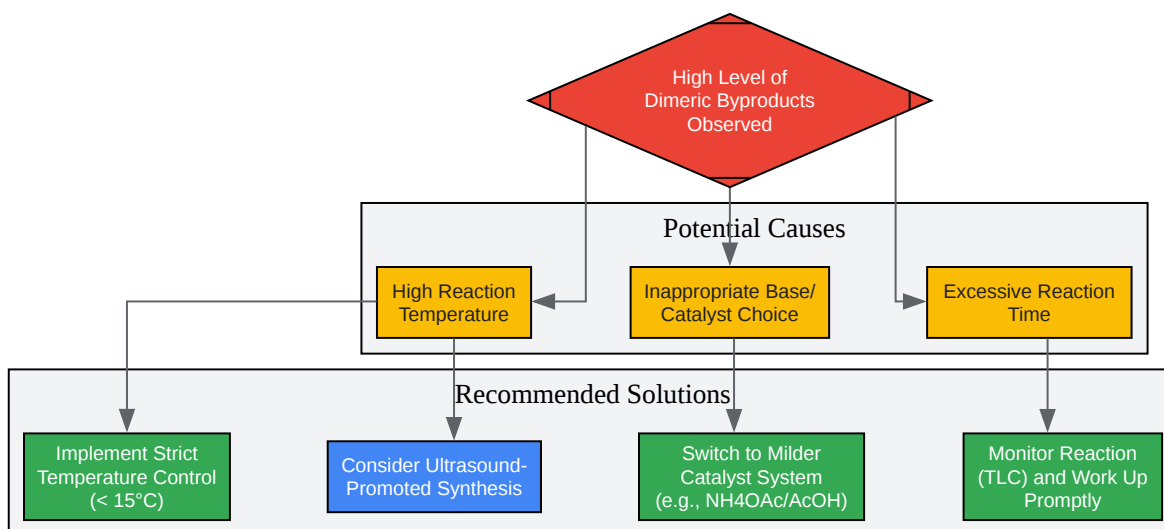 High Level of
Dimeric Byproducts
Observed
Potential Causes
High Reaction
Temperature
Inappropriate Base/
Catalyst Choice
Excessive Reaction
Time
Recommended Solutions
Implement Strict
Temperature Control
(< 15°C)
Consider Ultrasound-
Promoted Synthesis
Switch to Milder
Catalyst System
(e.g., NH4OAc/AcOH)
Monitor Reaction
(TLC) and Work Up
Promptly